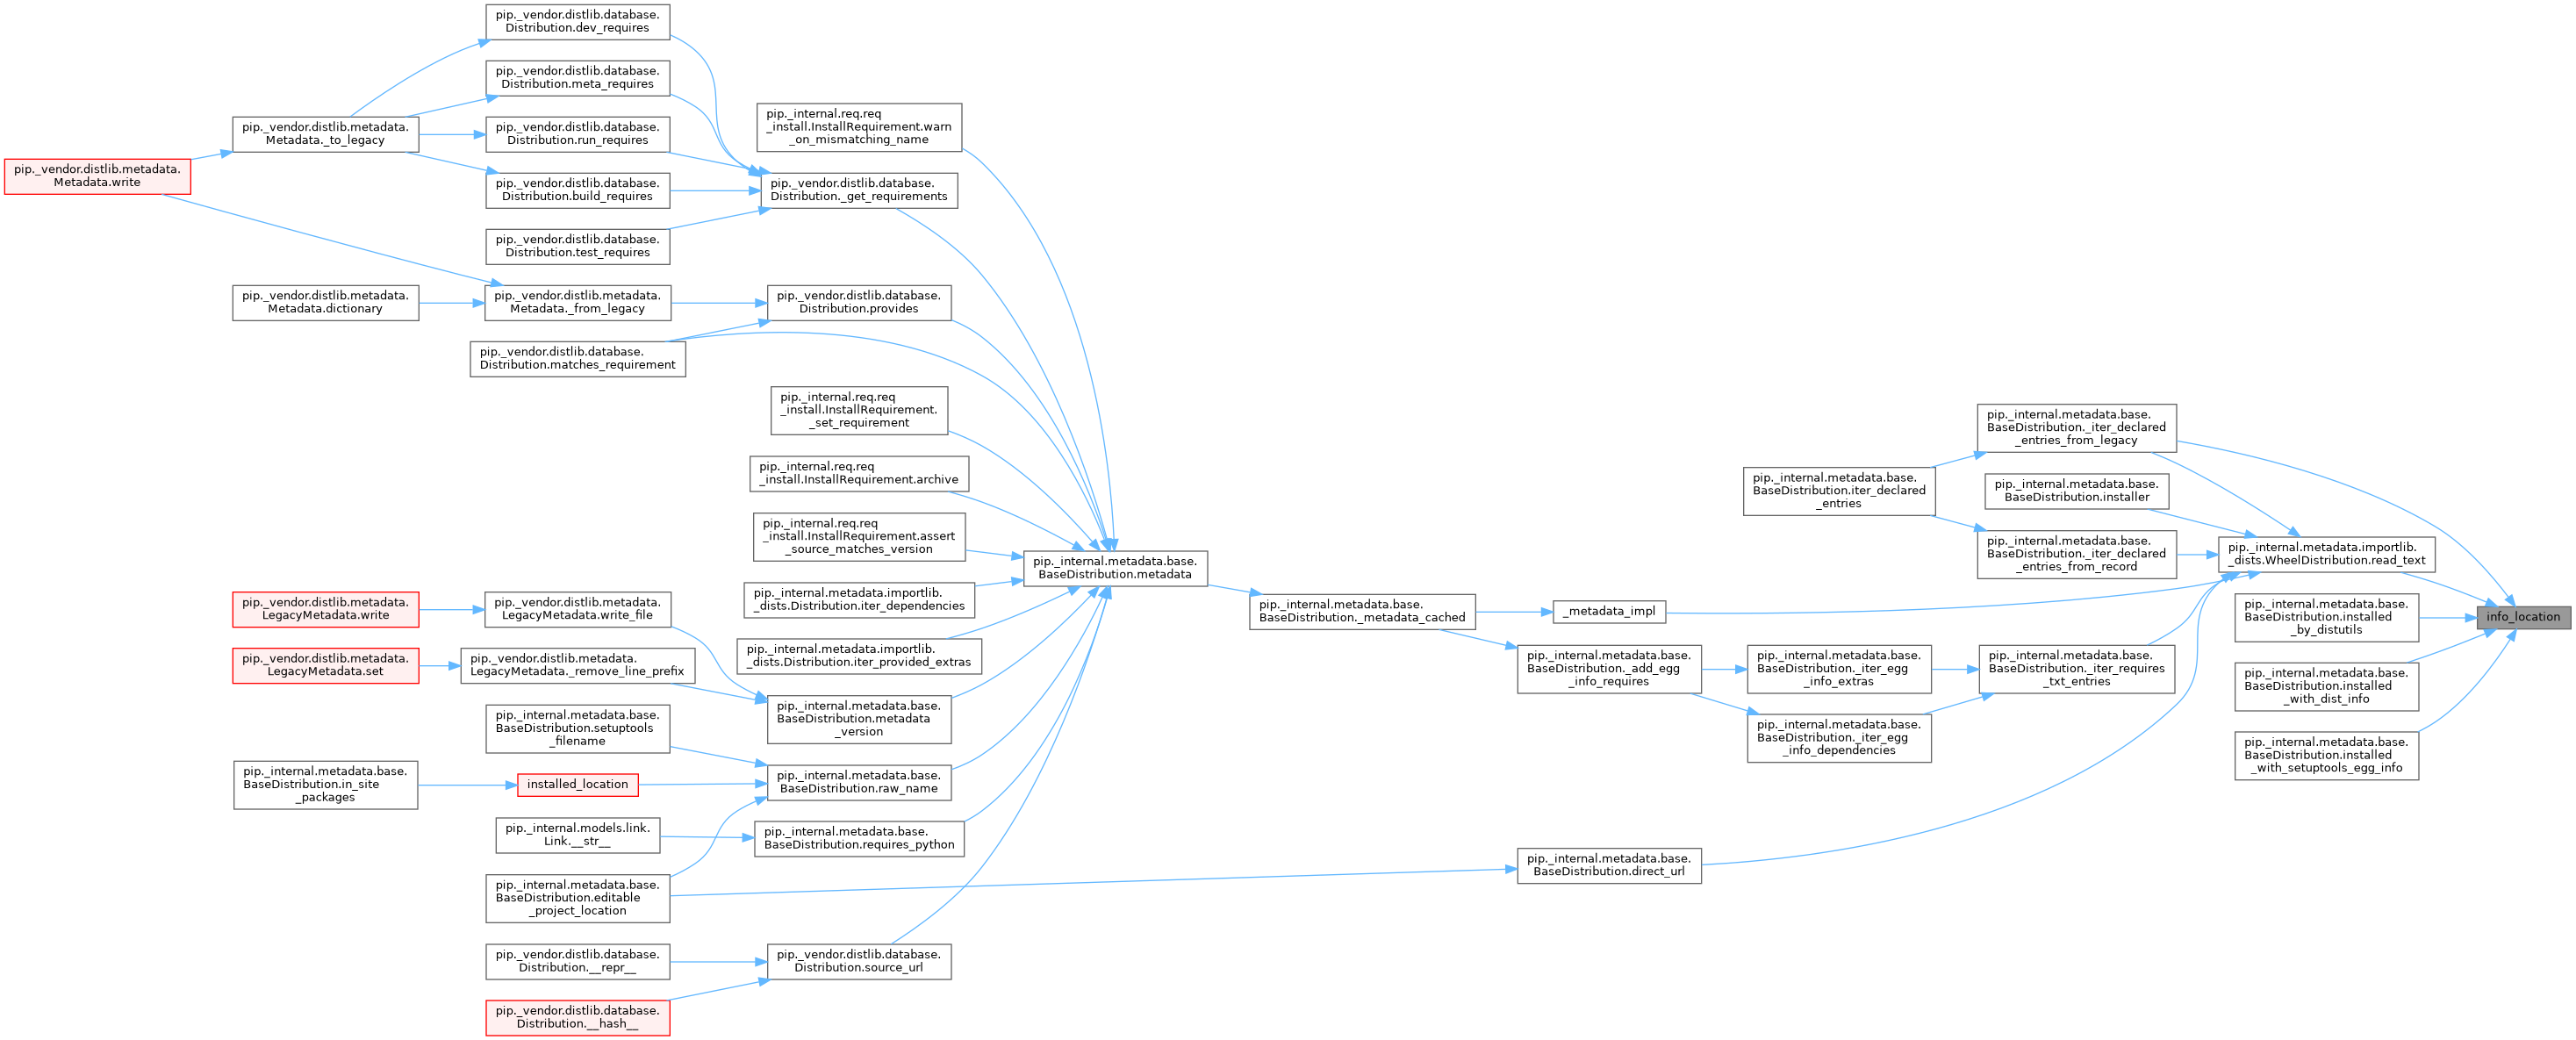 pip._vendor.distlib.database.
Distribution.dev_requires
pip._vendor.distlib.database.
Distribution.meta_requires
pip._internal.req.req
_install.InstallRequirement.warn
_on_mismatching_name
pip._vendor.distlib.metadata.
Metadata._to_legacy
pip._vendor.distlib.database.
Distribution.run_requires
pip._vendor.distlib.metadata.
Metadata.write
pip._vendor.distlib.database.
Distribution.build_requires
pip._vendor.distlib.database.
Distribution._get_requirements
pip._vendor.distlib.database.
Distribution.test_requires
pip._vendor.distlib.metadata.
Metadata.dictionary
pip._vendor.distlib.metadata.
Metadata._from_legacy
pip._vendor.distlib.database.
Distribution.provides
pip._vendor.distlib.database.
Distribution.matches_requirement
pip._internal.req.req
_install.InstallRequirement.
_set_requirement
pip._internal.req.req
_install.InstallRequirement.archive
pip._internal.req.req
_install.InstallRequirement.assert
_source_matches_version
pip._internal.metadata.base.
BaseDistribution.metadata
pip._internal.metadata.importlib.
_dists.Distribution.iter_dependencies
pip._internal.metadata.importlib.
_dists.Distribution.iter_provided_extras
pip._vendor.distlib.metadata.
LegacyMetadata.write
pip._vendor.distlib.metadata.
LegacyMetadata.write_file
pip._vendor.distlib.metadata.
LegacyMetadata.set
pip._vendor.distlib.metadata.
LegacyMetadata._remove_line_prefix
pip._internal.metadata.base.
BaseDistribution.metadata
_version
pip._internal.metadata.base.
BaseDistribution.setuptools
_filename
pip._internal.metadata.base.
BaseDistribution.in_site
_packages
installed_location
pip._internal.metadata.base.
BaseDistribution.raw_name
pip._internal.models.link.
Link.__str__
pip._internal.metadata.base.
BaseDistribution.requires_python
pip._internal.metadata.base.
BaseDistribution.editable
_project_location
pip._vendor.distlib.database.
Distribution.__repr__
pip._vendor.distlib.database.
Distribution.source_url
pip._vendor.distlib.database.
Distribution.__hash__
pip._internal.metadata.base.
BaseDistribution._metadata_cached
_metadata_impl
pip._internal.metadata.base.
BaseDistribution._add_egg
_info_requires
pip._internal.metadata.base.
BaseDistribution._iter_egg
_info_extras
pip._internal.metadata.base.
BaseDistribution._iter_egg
_info_dependencies
pip._internal.metadata.base.
BaseDistribution.direct_url
pip._internal.metadata.base.
BaseDistribution._iter_declared
_entries_from_legacy
pip._internal.metadata.base.
BaseDistribution.iter_declared
_entries
pip._internal.metadata.base.
BaseDistribution.installer
pip._internal.metadata.base.
BaseDistribution._iter_declared
_entries_from_record
pip._internal.metadata.importlib.
_dists.WheelDistribution.read_text
pip._internal.metadata.base.
BaseDistribution._iter_requires
_txt_entries
pip._internal.metadata.base.
BaseDistribution.installed
_by_distutils
info_location
pip._internal.metadata.base.
BaseDistribution.installed
_with_dist_info
pip._internal.metadata.base.
BaseDistribution.installed
_with_setuptools_egg_info